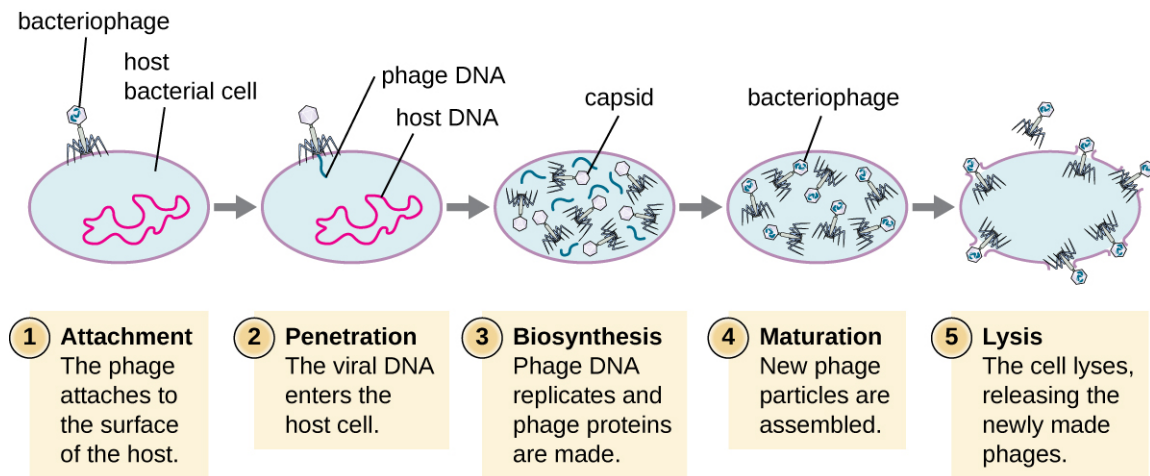 bacteriophage
host
bacterial cell
phage DNA
host DNA
capsid
bacteriophage
1 Attachment
The phage
attaches to
the surface
of the host.
2 Penetration
The viral DNA
enters the
host cell.
3 Biosynthesis
Phage DNA
replicates and
phage proteins
are made.
4 Maturation
New phage
particles are
assembled.
5 Lysis
The cell lyses,
releasing the
newly made
phages.